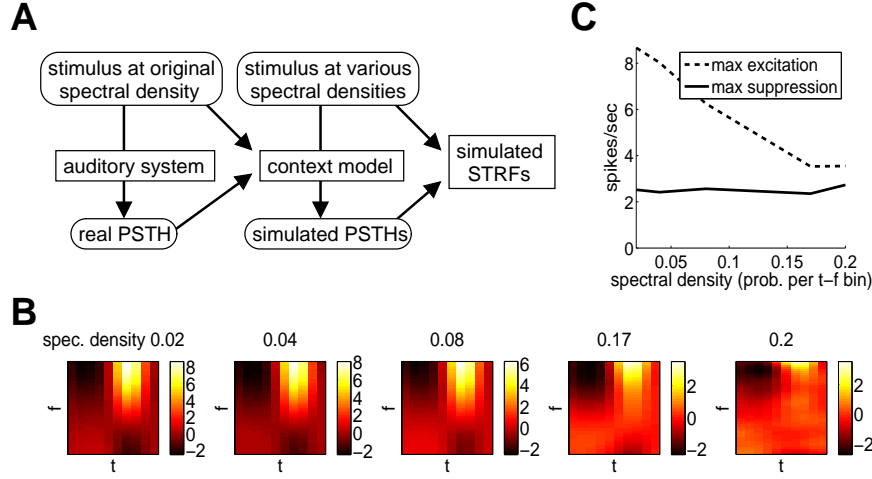 A
stimulus at original
spectral density
stimulus at various
spectral densities
auditory system
context model
simulated
STRFs
real PSTH
simulated PSTHs
C
8
6
4
2
0
spikes/sec
max excitation
max suppression
0.05
0.1
0.15
0.2
spectral density (prob. per t−f bin)
B
spec. density 0.02
0.04
0.08
0.17
0.2
f
t
8
6
4
2
0
−2
f
t
8
6
4
2
0
−2
f
t
6
4
2
0
−2
f
t
2
0
−2
f
t
2
0
−2